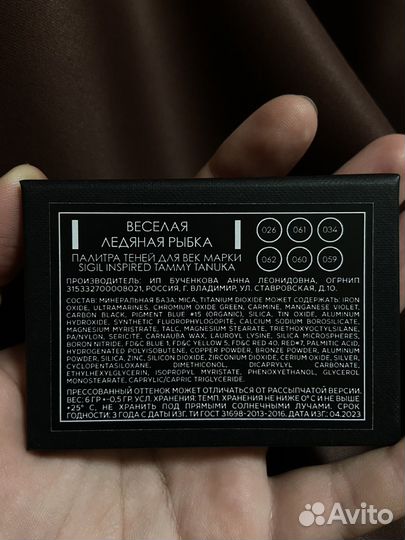 ВЕСЕЛАЯ
ЛЕДЯНАЯ РЫБКА
ПАЛИТРА ТЕНЕЙ ДЛЯ ВЕК МАРКИ
SIGIL INSPIRED TAMMY TANUKA
026 061 034
062 060 059
ПРОИЗВОДИТЕЛЬ: ИП БУЧЕНКОВА АННА ЛЕОНИДОВНА, ОГРНИП
315332700008021, РОССИЯ, Г. ВЛАДИМИР, УЛ. СТАВРОВСКАЯ, Д.10.
СОСТАВ: МИНЕРАЛЬНАЯ БАЗА: MICA, TITANIUM DIOXIDE МОЖЕТ СОДЕРЖАТЬ: IRON
OXIDE, ULTRAMARINES, CHROMIUM OXIDE GREEN, CARMINE, MANGANESE VIOLET,
CARBON BLACK, PIGMENT BLUE #15 (ORGANIC), SILICA, TIN OXIDE, ALUMINUM
HYDROXIDE, SYNTHETIC FLUORPHYLOGOPITE, CALCIUM SODIUM BOROSILICATE,
MAGNESIUM MYRISTATE, TALC, MAGNESIUM STEARATE, TRIETHOXYCAPRYLYLSILANE,
PA/NYLON, SERICITE, CARNAUBA WAX, LAUROYL LYSINE, SILICA MICROSPHERES,
BORON NITRIDE, FD&C BLUE 1, FD&C YELLOW 5, FD&C RED 40, RED#7, PALMITIC ACID,
HYDROGENATED POLYISOBUTENE, COPPER POWDER, BRONZE POWDER, ALUMINUM
POWDER, SILICA, ZINC, SILICON DIOXIDE, ZIRCONIUM DIOXIDE, CERIUM OXIDE, SILVER,
CYCLOPENTASILOXANE, DIMETHICONOL, DICAPRYLYL CARBONATE,
ETHYLHEXYLGLYCERIN, ISOPROPYL MYRISTATE, PHENOXYETHANOL, GLYCEROL
MONOSTEARATE, CAPRYLIC/CAPRIC TRIGLYCERIDE.
ПРЕССОВАННЫЙ ОТТЕНОК МОЖЕТ ОТЛИЧАТЬСЯ ОТ РАССЫПЧАТОЙ ВЕРСИИ.
ВЕС: 6 ГР +-0,5 ГР. УСЛ. ХРАНЕНИЯ: ТЕМП. ХРАНЕНИЯ НЕ НИЖЕ 0°С И НЕ ВЫШЕ
+25° С, НЕ ХРАНИТЬ ПОД ПРЯМЫМИ СОЛНЕЧНЫМИ ЛУЧАМИ. СРОК
ГОДНОСТИ: 3 ГОДА С ДАТЫ ИЗГ. ТИ ГОСТ 31698-2013-2016. ДАТА ИЗГ.: 04.2023
Avito